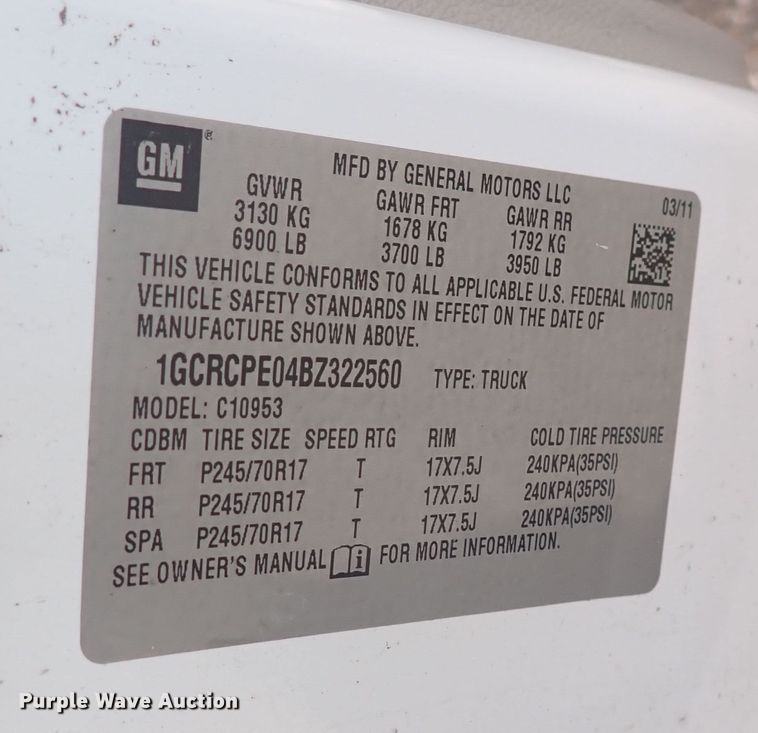 GM®
MFD BY GENERAL MOTORS LLC
03/11
GVWR GAWR FRT GAWR RR
3130 KG 1678 KG 1792 KG
6900 LB 3700 LB 3950 LB
THIS VEHICLE CONFORMS TO ALL APPLICABLE U.S. FEDERAL MOTOR
VEHICLE SAFETY STANDARDS IN EFFECT ON THE DATE OF
MANUFACTURE SHOWN ABOVE.
1GCRCPE04BZ322560 TYPE: TRUCK
MODEL: C10953
CDBM TIRE SIZE SPEED RTG RIM COLD TIRE PRESSURE
FRT P245/70R17 T 17X7.5J 240KPA(35PSI)
RR P245/70R17 T 17X7.5J 240KPA(35PSI)
SPA P245/70R17 T 17X7.5J 240KPA(35PSI)
SEE OWNER'S MANUAL i FOR MORE INFORMATION.
Purple Wave Auction